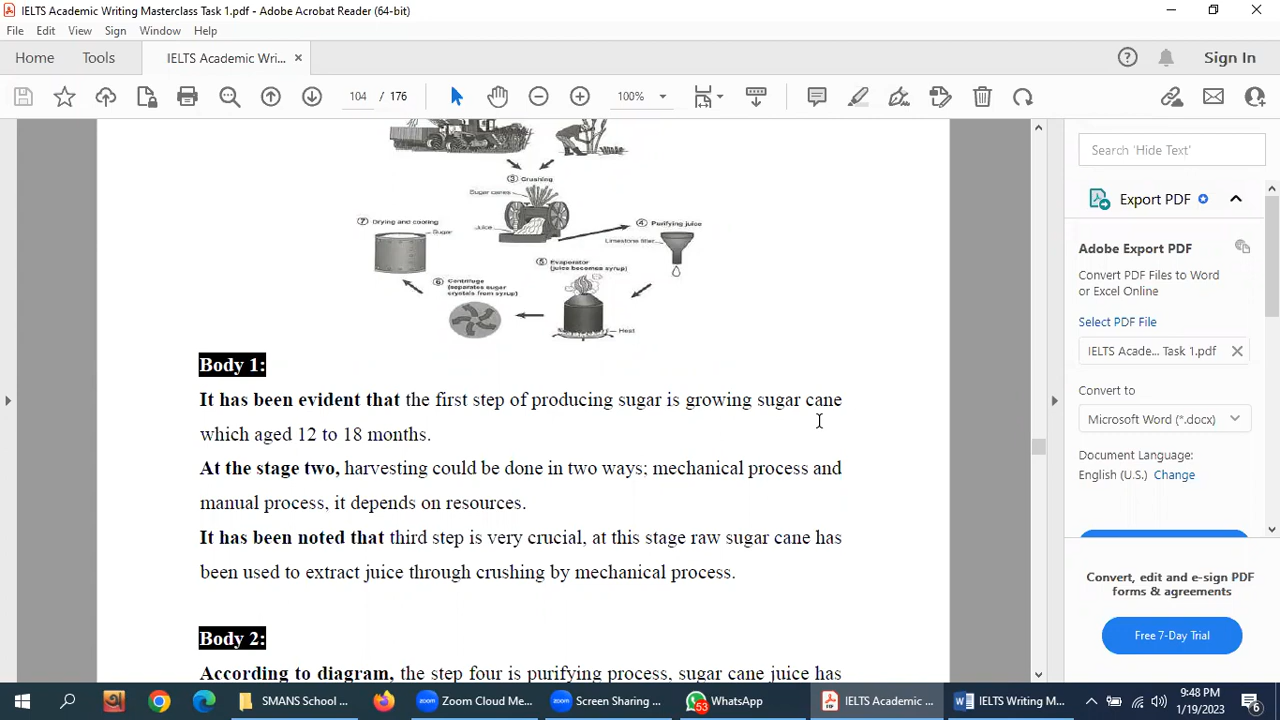 IELTS Academic Writing Masterclass Task 1.pdf - Adobe Acrobat Reader (64-bit)
File Edit View Sign Window Help
Home Tools IELTS Academic Wri... Sign In
104 / 176 100%
③ Crushing
Sugar canes
⑦ Drying and cooling
Sugar
Juice
④ Purifying juice
Limestone filter
⑤ Evaporator
(juice becomes syrup)
⑥ Centrifuge
(separates sugar
crystals from syrup)
Heat
Body 1:
It has been evident that the first step of producing sugar is growing sugar cane
which aged 12 to 18 months.
At the stage two, harvesting could be done in two ways; mechanical process and
manual process, it depends on resources.
It has been noted that third step is very crucial, at this stage raw sugar cane has
been used to extract juice through crushing by mechanical process.
Body 2:
According to diagram, the step four is purifying process, sugar cane juice has
Search 'Hide Text'
Export PDF
Adobe Export PDF
Convert PDF Files to Word
or Excel Online
Select PDF File
IELTS Acade... Task 1.pdf
Convert to
Microsoft Word (*.docx)
Document Language:
English (U.S.) Change
Convert, edit and e-sign PDF
forms & agreements
Free 7-Day Trial
SMANS School ...
zoom Zoom Cloud Me...
zoom Screen Sharing ...
53 WhatsApp
IELTS Academic ...
IELTS Writing M...
9:48 PM
1/19/2023
6